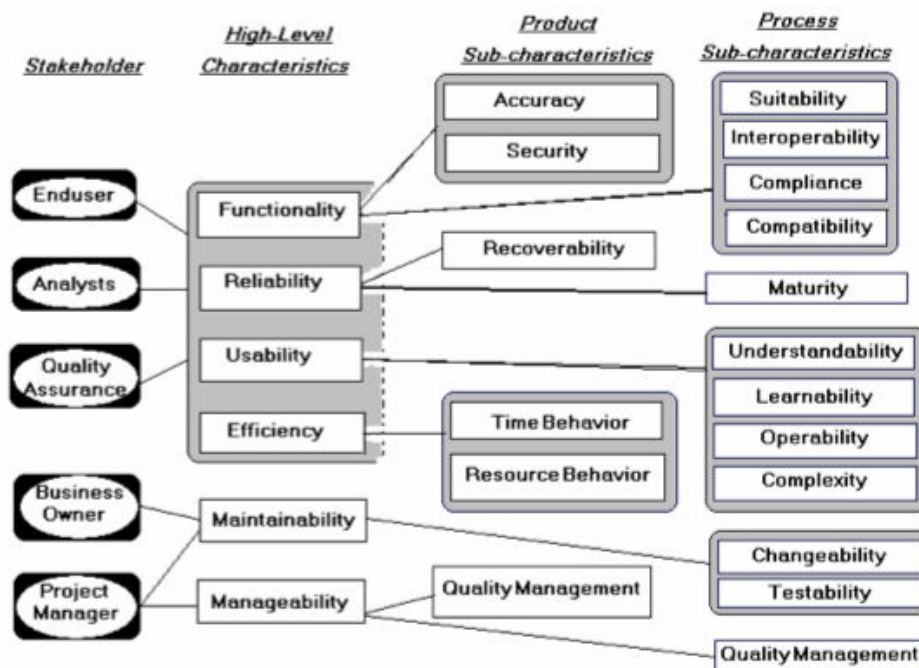 Stakeholder
High-Level
Characteristics
Product
Sub-characteristics
Process
Sub-characteristics
Enduser
Analysts
Quality
Assurance
Business
Owner
Project
Manager
Functionality
Reliability
Usability
Efficiency
Maintainability
Manageability
Accuracy
Security
Recoverability
Time Behavior
Resource Behavior
Quality Management
Suitability
Interoperability
Compliance
Compatibility
Maturity
Understandability
Learnability
Operability
Complexity
Changeability
Testability
Quality Management